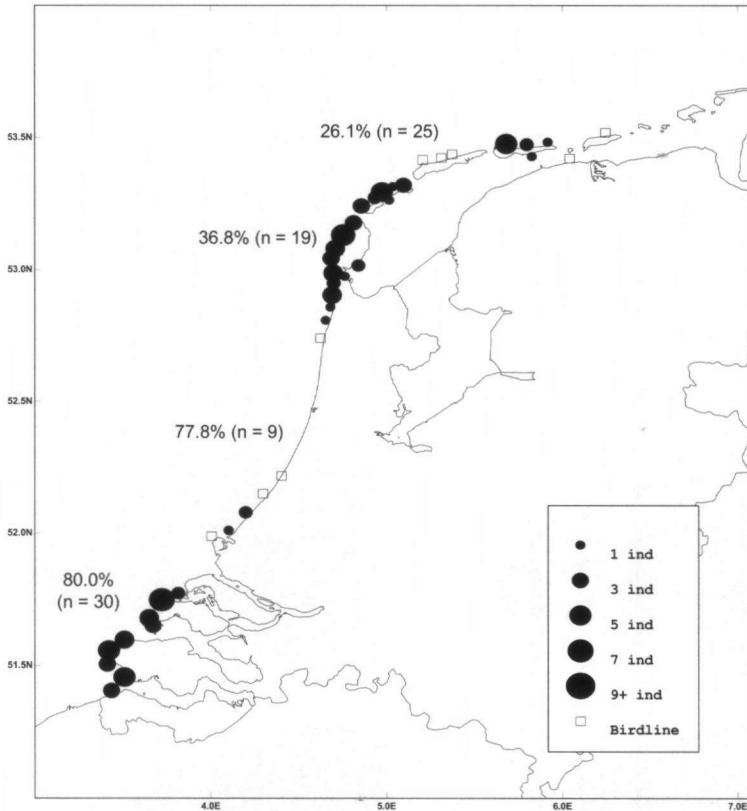 26.1% (n = 25)
53.5N
36.8% (n = 19)
53.0N
52.5N
77.8% (n = 9)
52.0N
80.0%
(n = 30)
51.5N
1 ind
3 ind
5 ind
7 ind
9+ ind
Birdline
4.0E
5.0E
6.0E
7.0E